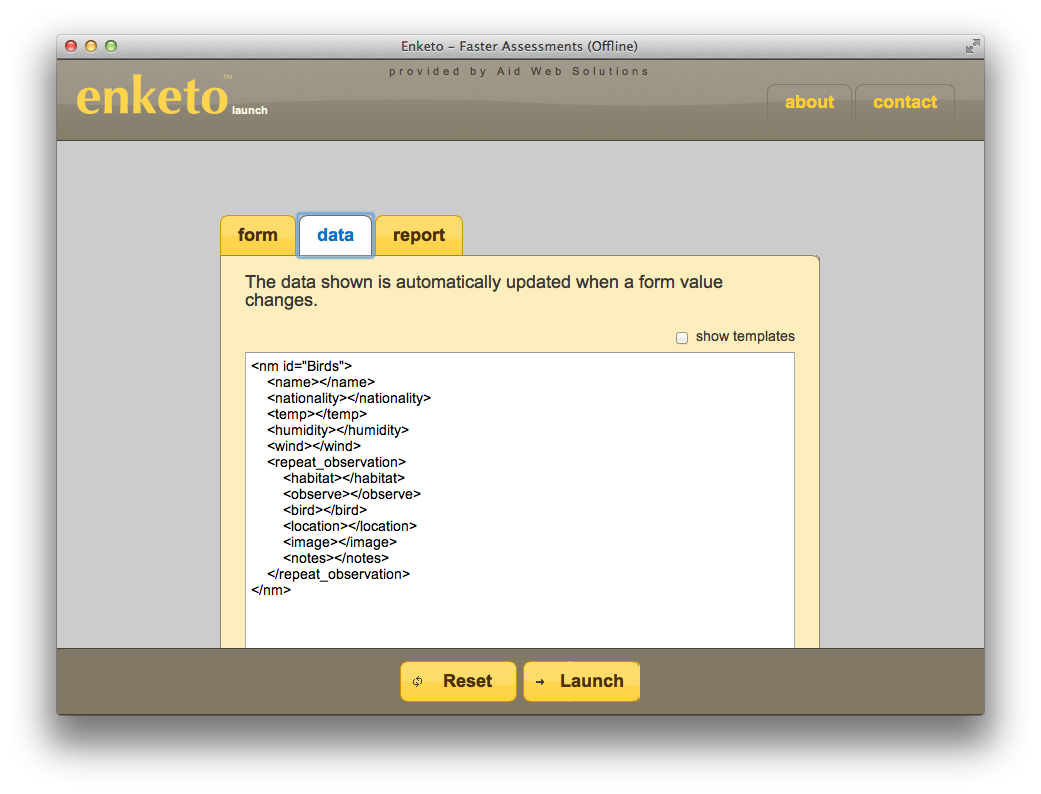 Enketo – Faster Assessments (Offline)
provided by Aid Web Solutions
enketo™ launch
about
contact
form
data
report
The data shown is automatically updated when a form value
changes.
show templates
<nm id="Birds">
<name></name>
<nationality></nationality>
<temp></temp>
<humidity></humidity>
<wind></wind>
<repeat_observation>
<habitat></habitat>
<observe></observe>
<bird></bird>
<location></location>
<image></image>
<notes></notes>
</repeat_observation>
</nm>
Reset
Launch